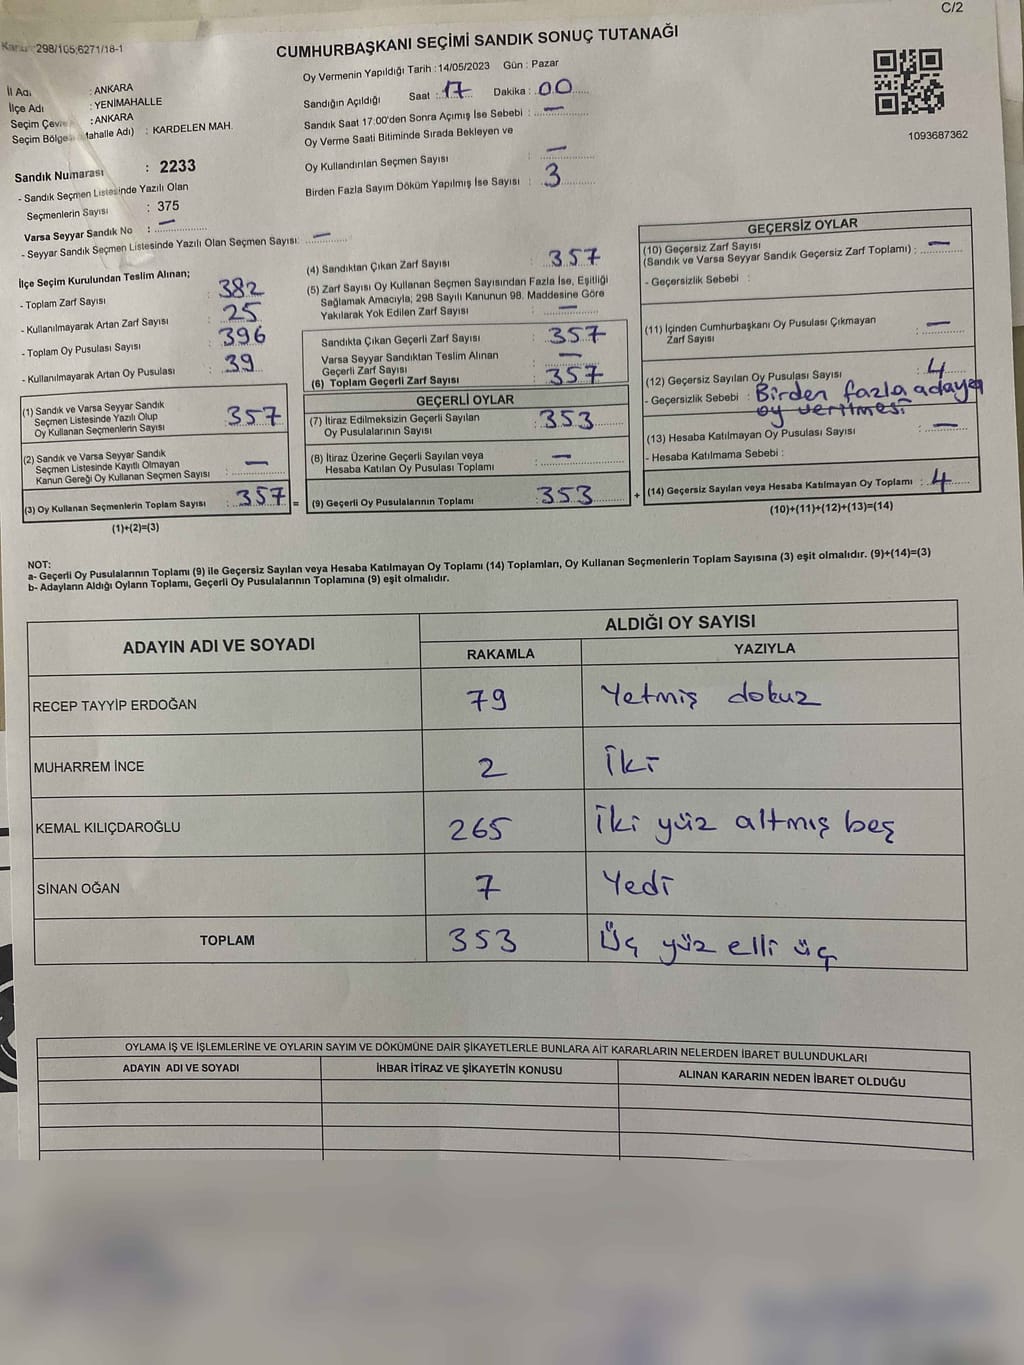 C/2
298/105;6271/18-1
CUMHURBAŞKANI SEÇİMİ SANDIK SONUÇ TUTANAĞI
İl Adı : ANKARA
İlçe Adı : YENİMAHALLE
Seçim Çevre : ANKARA
Seçim Bölge Mahalle Adı) : KARDELEN MAH.
Sandık Numarası : 2233
- Sandık Seçmen Listesinde Yazılı Olan
Seçmenlerin Sayısı : 375
Varsa Seyyar Sandık No : —
- Seyyar Sandık Seçmen Listesinde Yazılı Olan Seçmen Sayısı: —
Oy Vermenin Yapıldığı Tarih :14/05/2023 Gün : Pazar
Sandığın Açıldığı Saat : 17 Dakika : 00
Sandık Saat 17:00'den Sonra Açımış İse Sebebi : —
Oy Verme Saati Bitiminde Sırada Bekleyen ve
Oy Kullandırılan Seçmen Sayısı : —
Birden Fazla Sayım Döküm Yapılmış İse Sayısı : 3
1093687362
İlçe Seçim Kurulundan Teslim Alınan;
- Toplam Zarf Sayısı : 382
- Kullanılmayarak Artan Zarf Sayısı : 25
- Toplam Oy Pusulası Sayısı : 396
- Kullanılmayarak Artan Oy Pusulası : 39
(1) Sandık ve Varsa Seyyar Sandık
Seçmen Listesinde Yazılı Olup
Oy Kullanan Seçmenlerin Sayısı : 357
(2) Sandık ve Varsa Seyyar Sandık
Seçmen Listesinde Kayıtlı Olmayan
Kanun Gereği Oy Kullanan Seçmen Sayısı : —
(3) Oy Kullanan Seçmenlerin Toplam Sayısı : 357 =
(1)+(2)=(3)
(4) Sandıktan Çıkan Zarf Sayısı : 357
(5) Zarf Sayısı Oy Kullanan Seçmen Sayısından Fazla İse, Eşitliği
Sağlamak Amacıyla; 298 Sayılı Kanunun 98. Maddesine Göre
Yakılarak Yok Edilen Zarf Sayısı : —
Sandıkta Çıkan Geçerli Zarf Sayısı : 357
Varsa Seyyar Sandıktan Teslim Alınan
Geçerli Zarf Sayısı : —
(6) Toplam Geçerli Zarf Sayısı : 357
GEÇERLİ OYLAR
(7) İtiraz Edilmeksizin Geçerli Sayılan
Oy Pusulalarının Sayısı : 353
(8) İtiraz Üzerine Geçerli Sayılan veya
Hesaba Katılan Oy Pusulası Toplamı : —
(9) Geçerli Oy Pusulalarının Toplamı : 353 +
GEÇERSİZ OYLAR
(10) Geçersiz Zarf Sayısı
(Sandık ve Varsa Seyyar Sandık Geçersiz Zarf Toplamı) : —
- Geçersizlik Sebebi :
(11) İçinden Cumhurbaşkanı Oy Pusulası Çıkmayan
Zarf Sayısı : —
(12) Geçersiz Sayılan Oy Pusulası Sayısı : 4
- Geçersizlik Sebebi : Birden fazla adaya
oy verilmesi
(13) Hesaba Katılmayan Oy Pusulası Sayısı : —
- Hesaba Katılmama Sebebi :
(14) Geçersiz Sayılan veya Hesaba Katılmayan Oy Toplamı : 4
(10)+(11)+(12)+(13)=(14)
NOT:
a- Geçerli Oy Pusulalarının Toplamı (9) ile Geçersiz Sayılan veya Hesaba Katılmayan Oy Toplamı (14) Toplamları, Oy Kullanan Seçmenlerin Toplam Sayısına (3) eşit olmalıdır. (9)+(14)=(3)
b- Adayların Aldığı Oyların Toplamı, Geçerli Oy Pusulalarının Toplamına (9) eşit olmalıdır.
ADAYIN ADI VE SOYADI ALDIĞI OY SAYISI
RAKAMLA YAZIYLA
RECEP TAYYİP ERDOĞAN 79 Yetmiş dokuz
MUHARREM İNCE 2 İki
KEMAL KILIÇDAROĞLU 265 İki yüz altmış beş
SİNAN OĞAN 7 Yedi
TOPLAM 353 Üç yüz elli üç
OYLAMA İŞ VE İŞLEMLERİNE VE OYLARIN SAYIM VE DÖKÜMÜNE DAİR ŞİKAYETLERLE BUNLARA AİT KARARLARIN NELERDEN İBARET BULUNDUKLARI
ADAYIN ADI VE SOYADI İHBAR İTİRAZ VE ŞİKAYETİN KONUSU ALINAN KARARIN NEDEN İBARET OLDUĞU